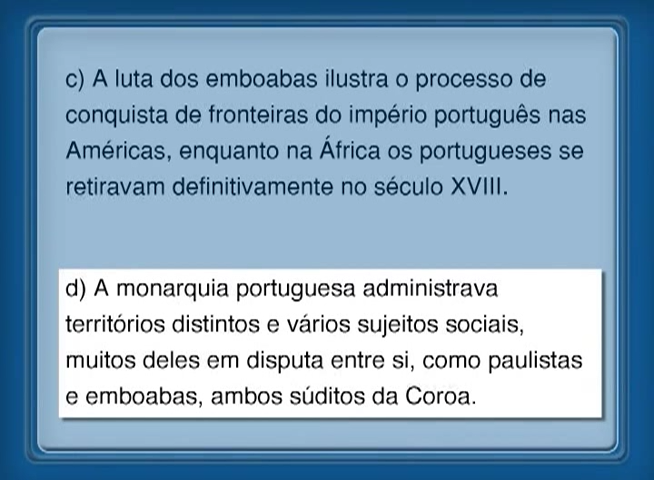 c) A luta dos emboabas ilustra o processo de
conquista de fronteiras do império português nas
Américas, enquanto na África os portugueses se
retiravam definitivamente no século XVIII.
d) A monarquia portuguesa administrava
territórios distintos e vários sujeitos sociais,
muitos deles em disputa entre si, como paulistas
e emboabas, ambos súditos da Coroa.